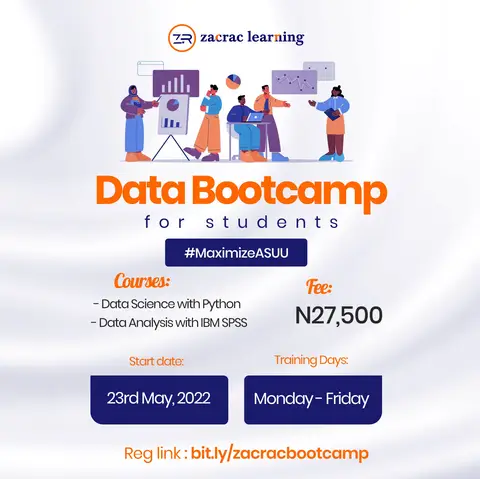 ZR zacrac learning
Data Bootcamp
for students
#MaximizeASUU
Courses:
- Data Science with Python
- Data Analysis with IBM SPSS
Fee:
N27,500
Start date:
23rd May, 2022
Training Days:
Monday - Friday
Reg link : bit.ly/zacracbootcamp